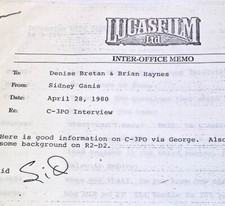 LUCASFILM
Ltd
INTER-OFFICE MEMO
To: Denise Bretan & Brian Haynes
From: Sidney Ganis
Date: April 28, 1980
Re: C-3PO Interview
Here is good information on C-3PO via George. Also
some background on R2-D2.
id